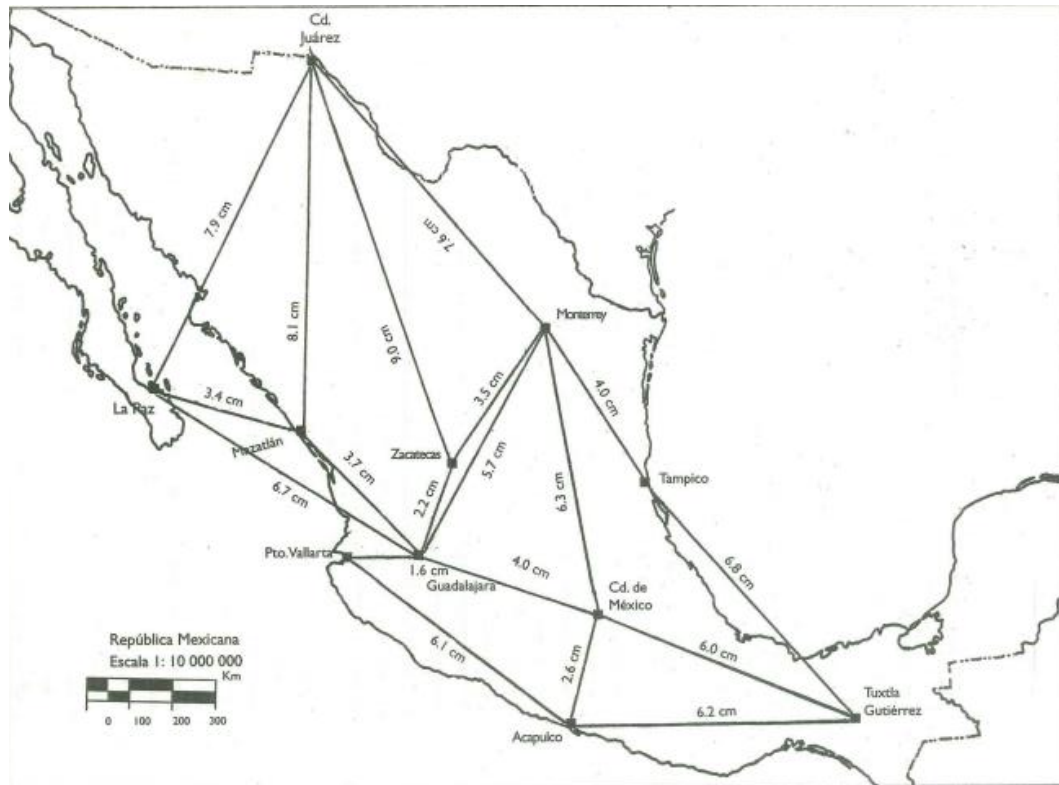 Cd.
Juárez
7.9 cm
8.1 cm
9.0 cm
7.6 cm
Monterrey
La Paz
3.4 cm
Mazatlán
3.7 cm
6.7 cm
Zacatecas
3.5 cm
5.7 cm
2.2 cm
6.3 cm
4.0 cm
Tampico
Pto. Vallarta
1.6 cm
Guadalajara
4.0 cm
Cd. de
México
6.8 cm
6.1 cm
2.6 cm
6.0 cm
6.2 cm
Acapulco
Tuxtla
Gutiérrez
República Mexicana
Escala 1: 10 000 000
Km
0 100 200 300